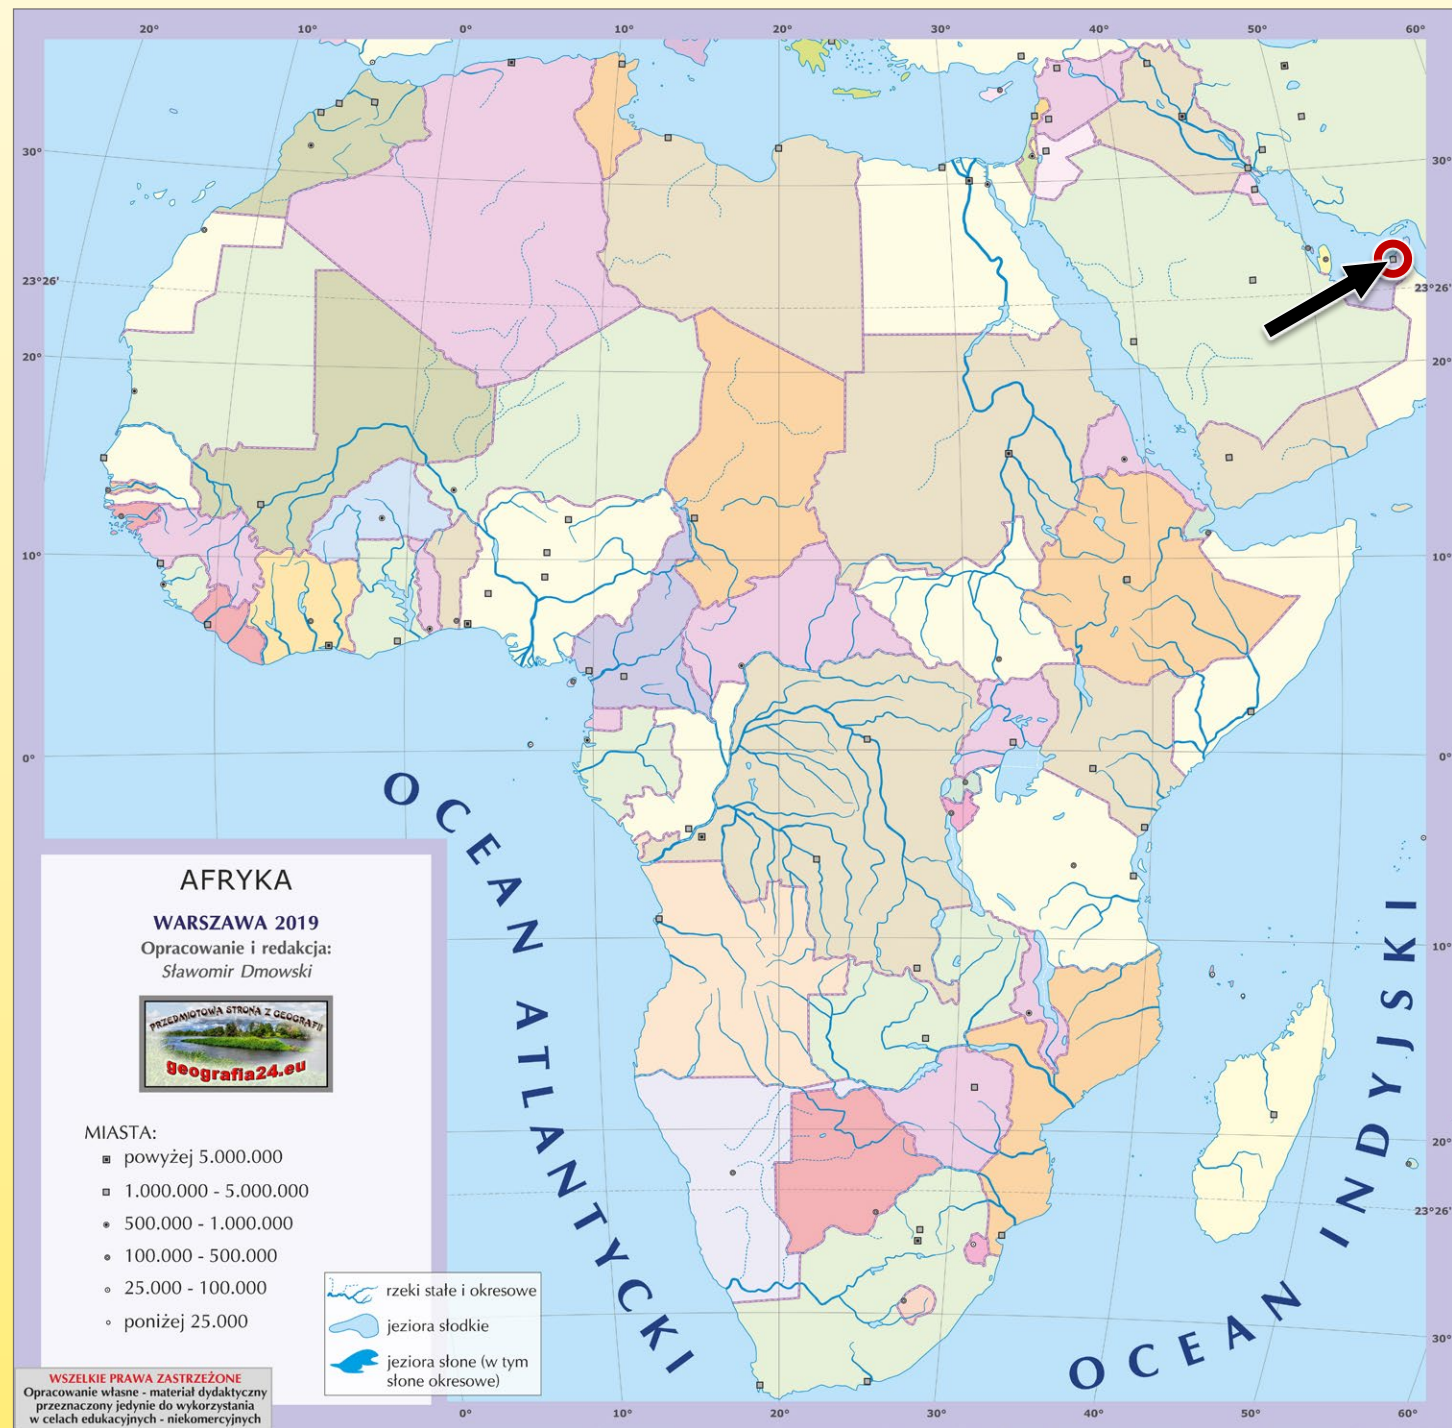 20° 10° 0° 10° 20° 30° 40° 50° 60°
30° 30°
23°26' 23°26'
20° 20°
10° 10°
0° 0°
10°
20°
23°26'
30°
OCEAN ATLANTYCKI
OCEAN INDYJSKI
AFRYKA
WARSZAWA 2019
Opracowanie i redakcja:
Sławomir Dmowski
PRZEDMIOTOWA STRONA Z GEOGRAFII
geografia24.eu
MIASTA:
powyżej 5.000.000
1.000.000 - 5.000.000
500.000 - 1.000.000
100.000 - 500.000
25.000 - 100.000
poniżej 25.000
rzeki stałe i okresowe
jeziora słodkie
jeziora słone (w tym
słone okresowe)
WSZELKIE PRAWA ZASTRZEŻONE
Opracowanie własne - materiał dydaktyczny
przeznaczony jedynie do wykorzystania
w celach edukacyjnych - niekomercyjnych
0° 10° 20° 30° 40° 50° 60°